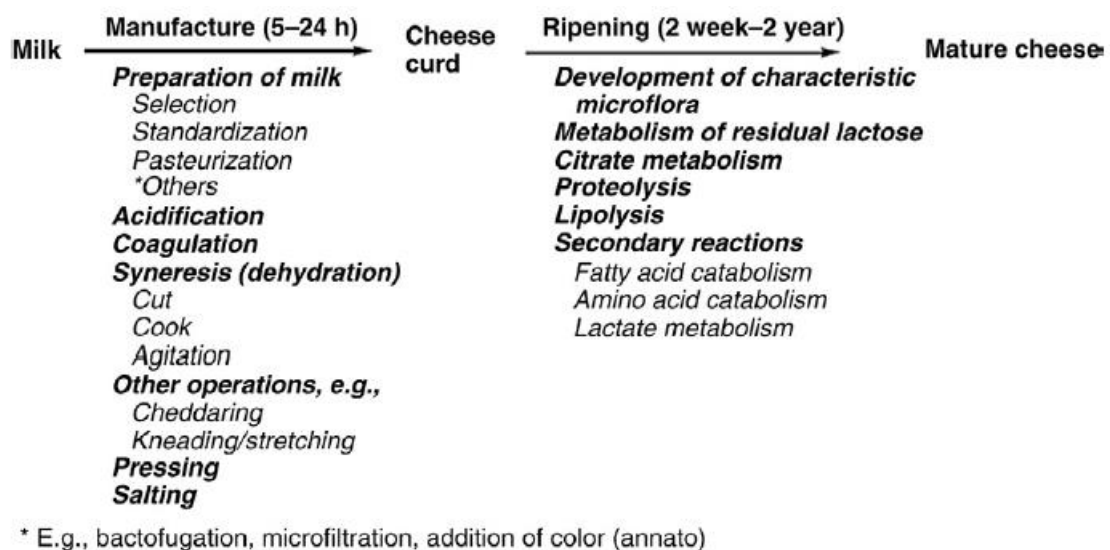 Milk
Manufacture (5–24 h)
Cheese
curd
Ripening (2 week–2 year)
Mature cheese
Preparation of milk
Selection
Standardization
Pasteurization
*Others
Acidification
Coagulation
Syneresis (dehydration)
Cut
Cook
Agitation
Other operations, e.g.,
Cheddaring
Kneading/stretching
Pressing
Salting
Development of characteristic
microflora
Metabolism of residual lactose
Citrate metabolism
Proteolysis
Lipolysis
Secondary reactions
Fatty acid catabolism
Amino acid catabolism
Lactate metabolism
* E.g., bactofugation, microfiltration, addition of color (annato)